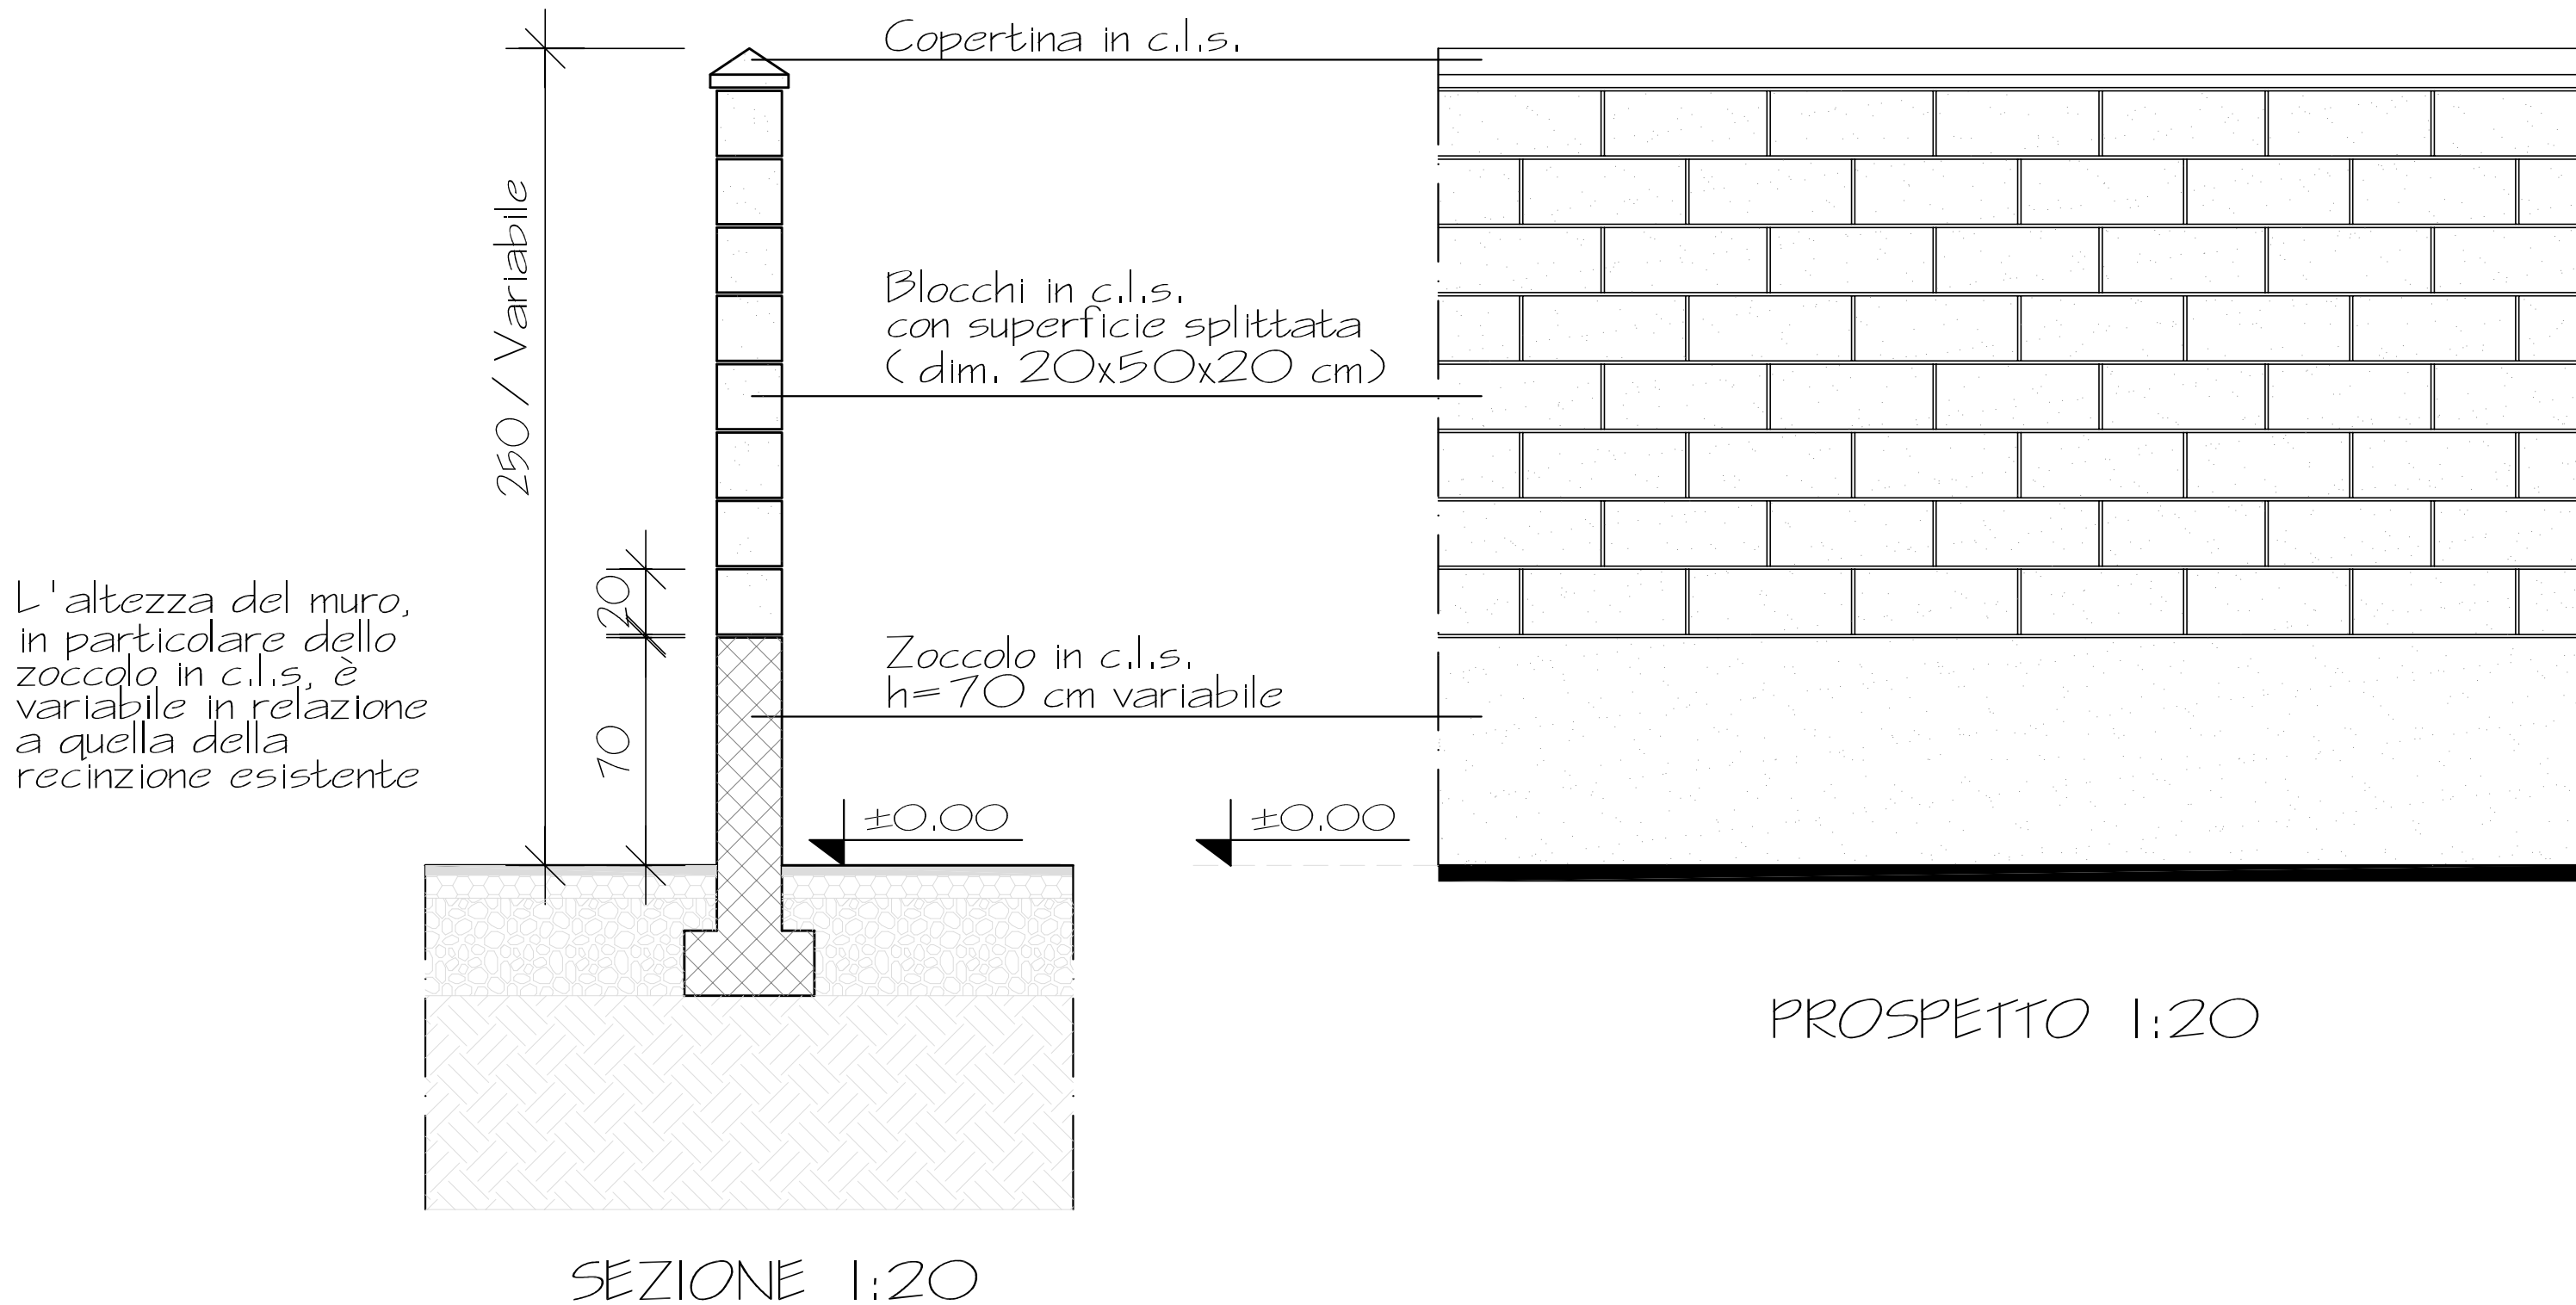 Copertina in c.l.s.
250 / Variabile
Blocchi in c.l.s.
con superficie splittata
( dim. 20x50x20 cm)
L'altezza del muro,
in particolare dello
zoccolo in c.l.s, è
variabile in relazione
a quella della
recinzione esistente
20
70
Zoccolo in c.l.s.
h=70 cm variabile
±0.00
±0.00
PROSPETTO 1:20
SEZIONE 1:20